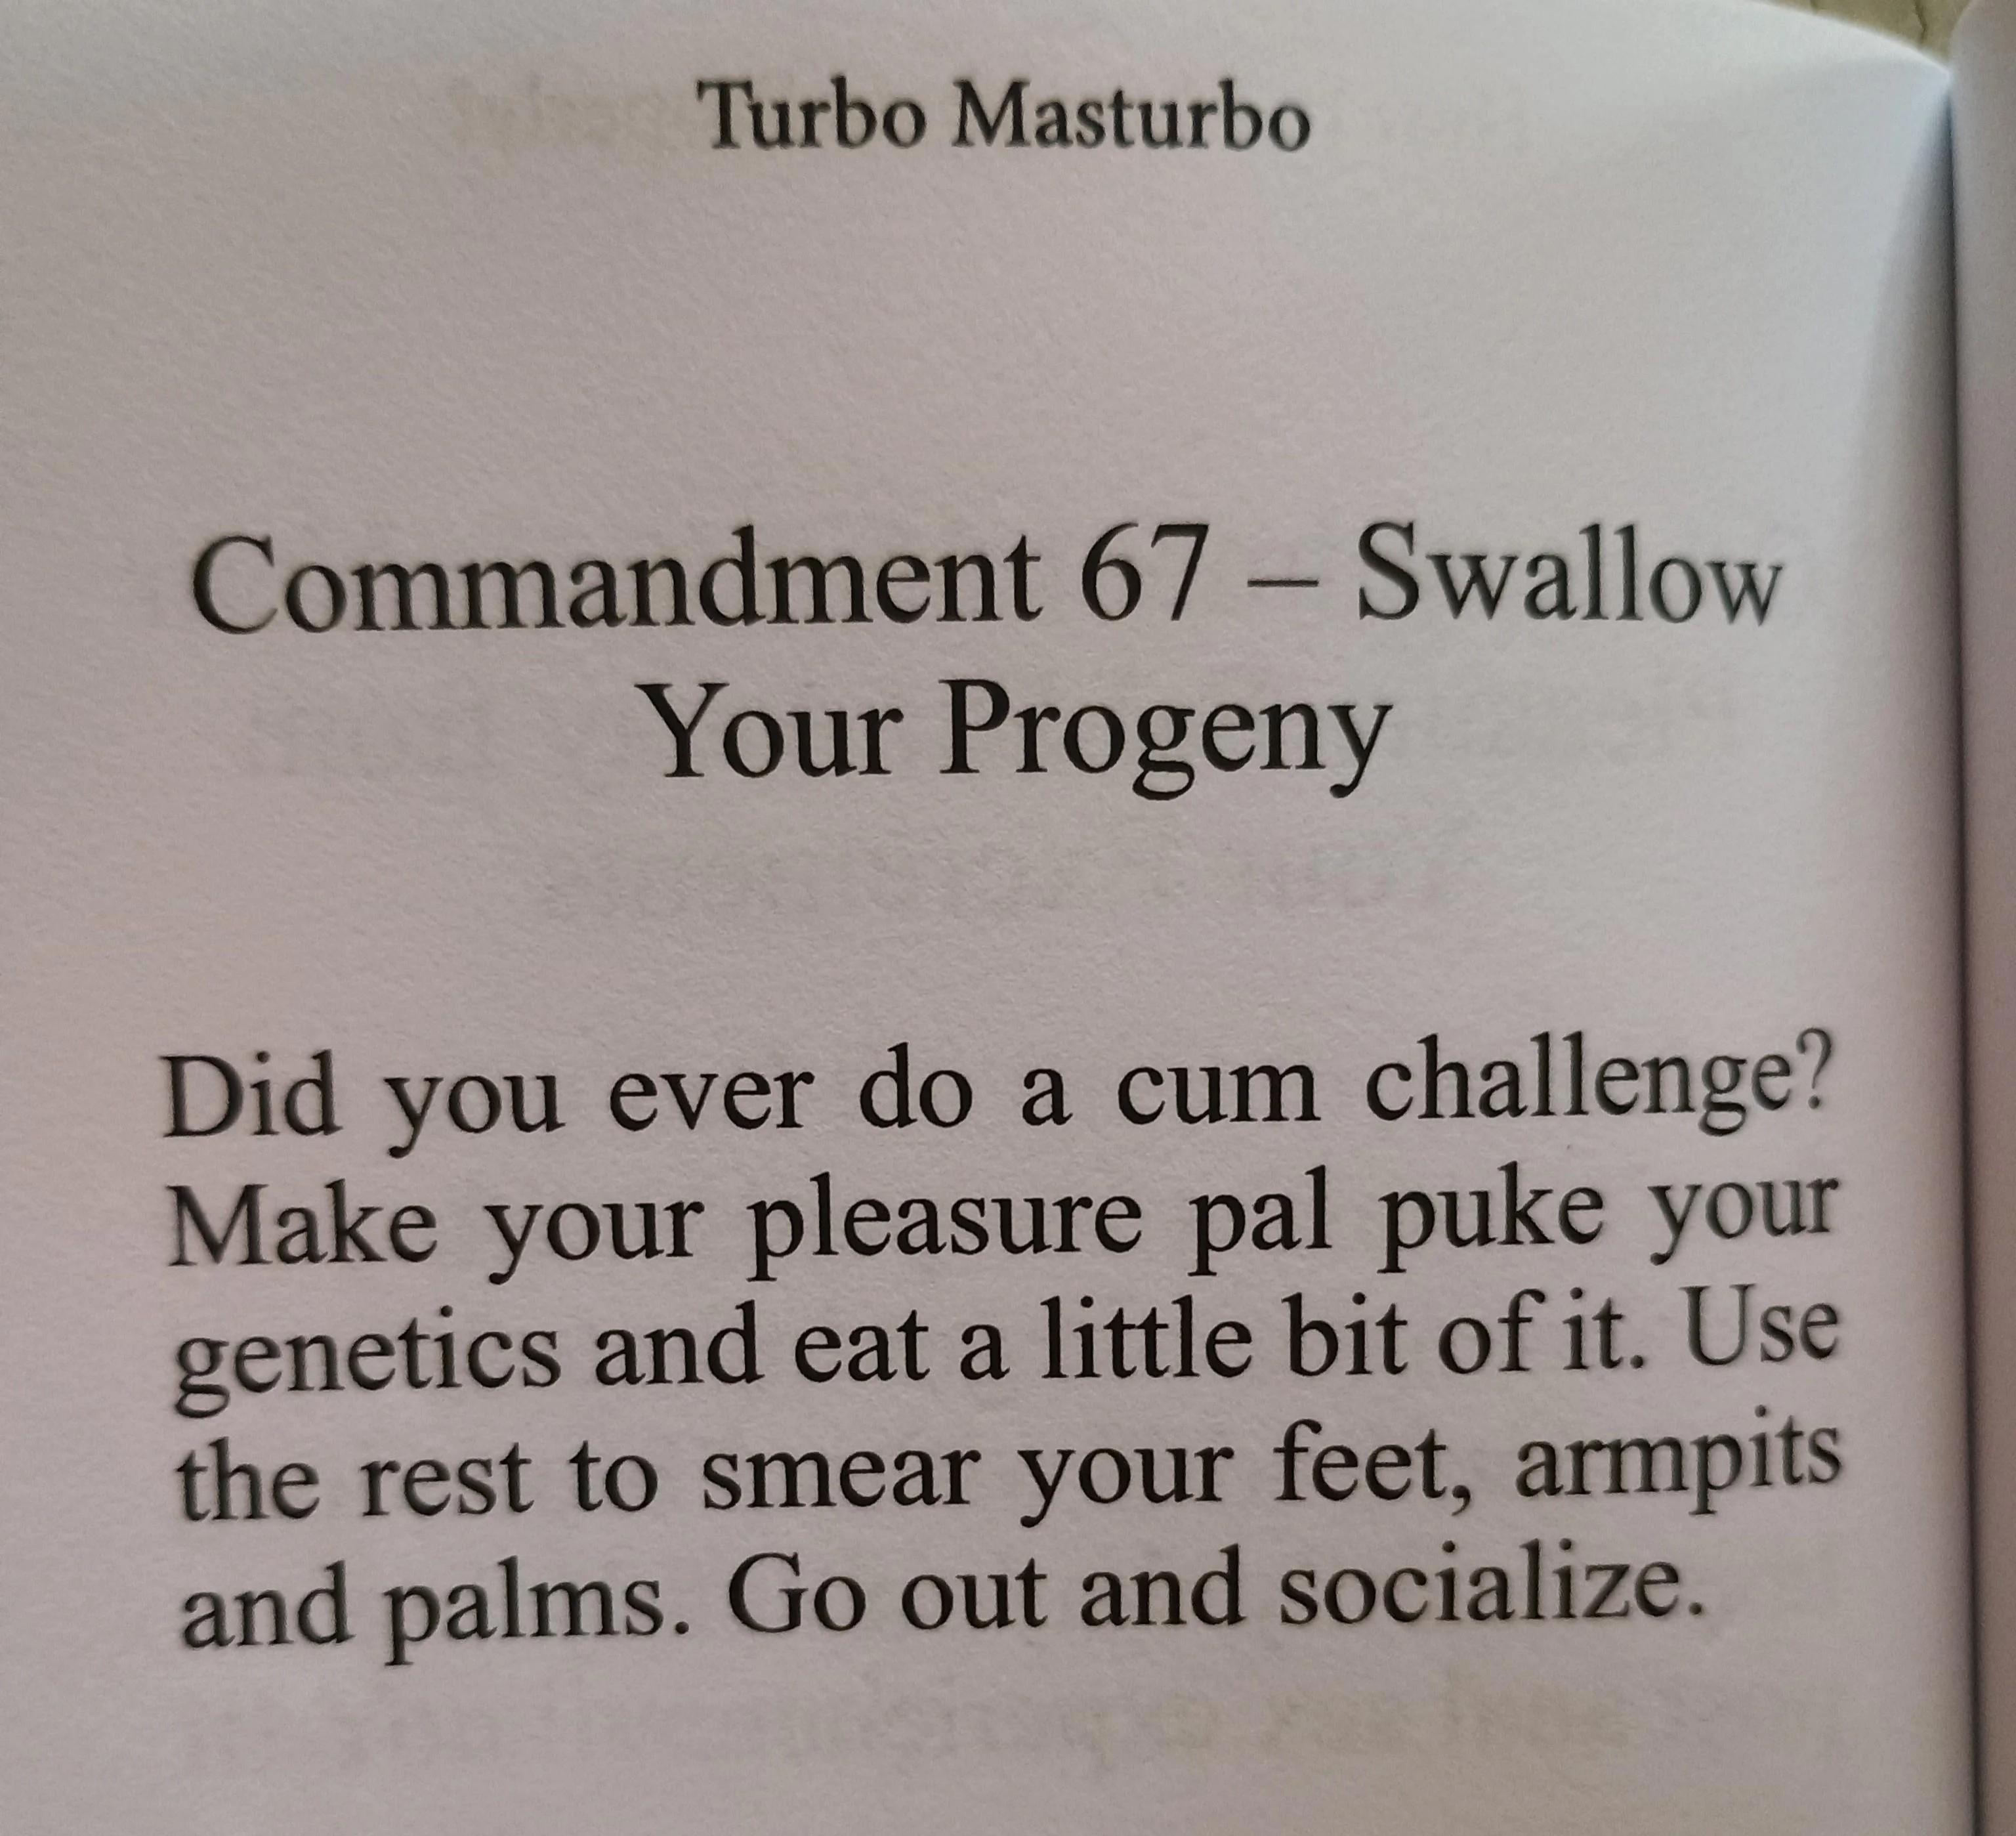 Turbo Masturbo
Commandment 67 – Swallow
Your Progeny
Did you ever do a cum challenge?
Make your pleasure pal puke your
genetics and eat a little bit of it. Use
the rest to smear your feet, armpits
and palms. Go out and socialize.